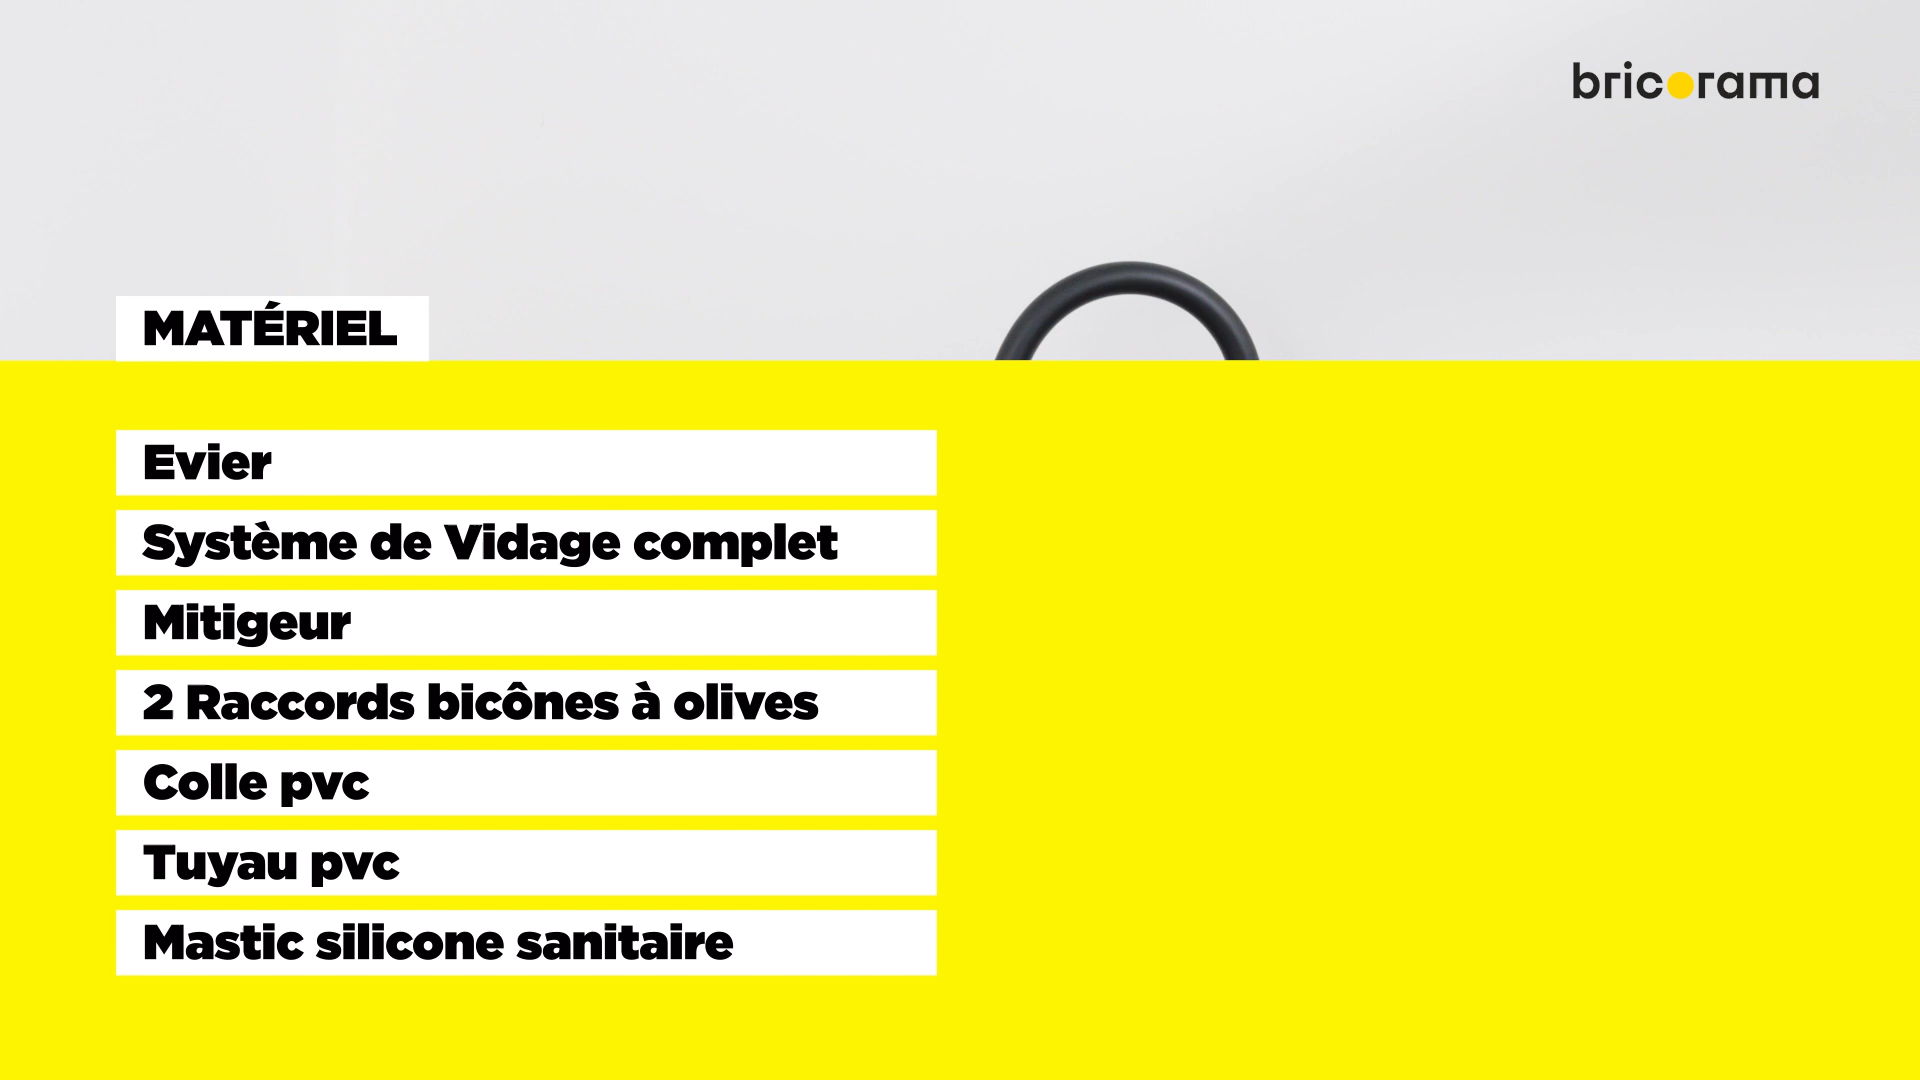 bricorama
MATÉRIEL
Evier
Système de Vidage complet
Mitigeur
2 Raccords bicônes à olives
Colle pvc
Tuyau pvc
Mastic silicone sanitaire